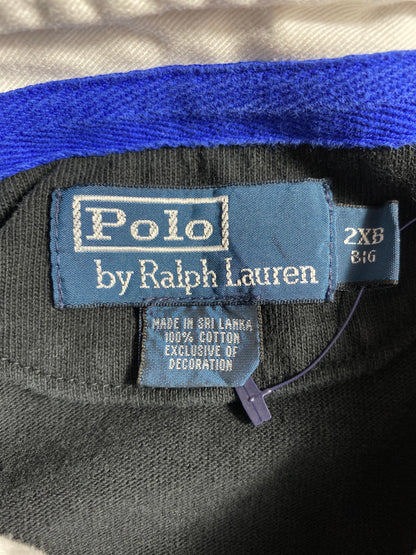 Polo
by Ralph Lauren
2XB
BIG
MADE IN SRI LANKA
100% COTTON
EXCLUSIVE OF
DECORATION